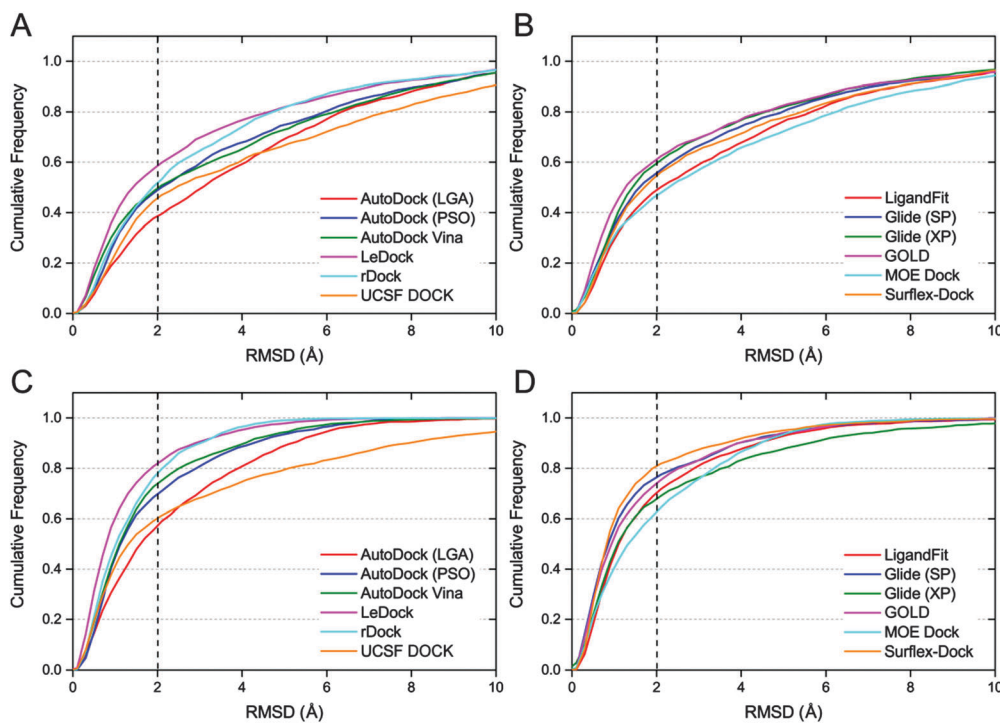 A
Cumulative Frequency
1.0
0.8
0.6
0.4
0.2
0.0
AutoDock (LGA)
AutoDock (PSO)
AutoDock Vina
LeDock
rDock
UCSF DOCK
0 2 4 6 8 10
RMSD (Å)
B
Cumulative Frequency
1.0
0.8
0.6
0.4
0.2
0.0
LigandFit
Glide (SP)
Glide (XP)
GOLD
MOE Dock
Surflex-Dock
0 2 4 6 8 10
RMSD (Å)
C
Cumulative Frequency
1.0
0.8
0.6
0.4
0.2
0.0
AutoDock (LGA)
AutoDock (PSO)
AutoDock Vina
LeDock
rDock
UCSF DOCK
0 2 4 6 8 10
RMSD (Å)
D
Cumulative Frequency
1.0
0.8
0.6
0.4
0.2
0.0
LigandFit
Glide (SP)
Glide (XP)
GOLD
MOE Dock
Surflex-Dock
0 2 4 6 8 10
RMSD (Å)